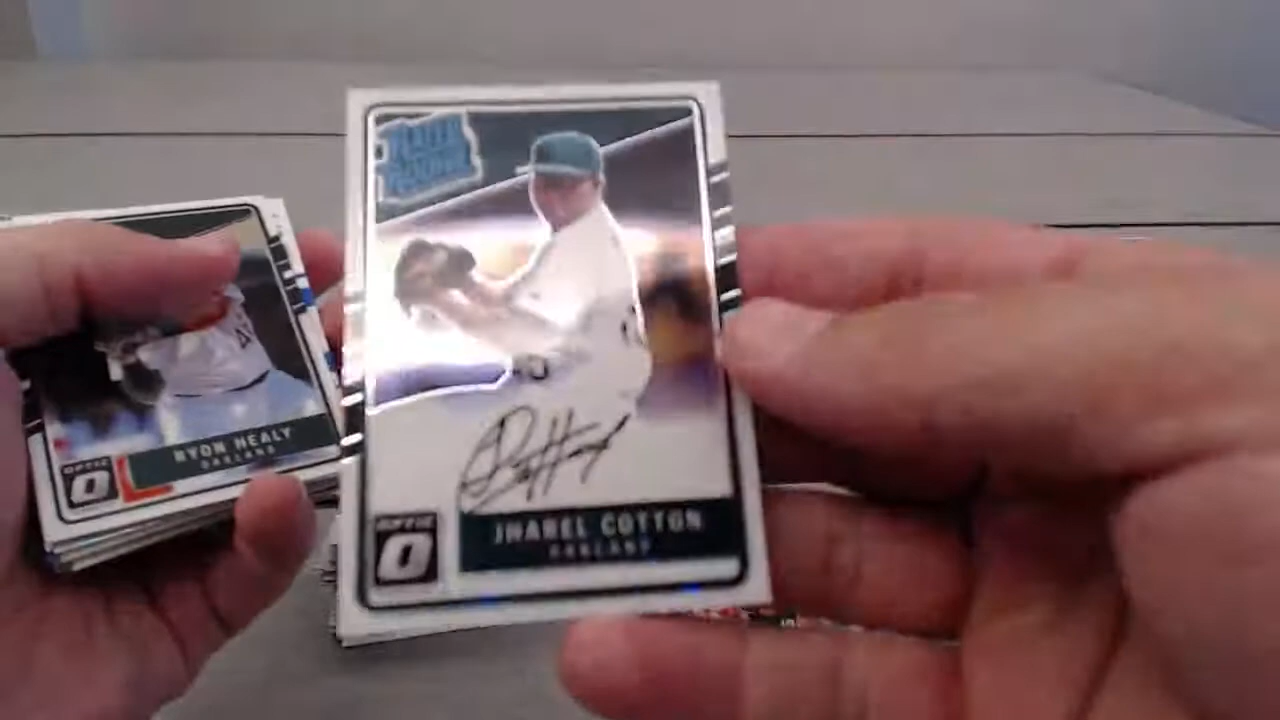 RATED
ROOKIE
RYON HEALY
OAKLAND
OPTIC
O
JHAREL COTTON
OAKLAND
OPTIC
O